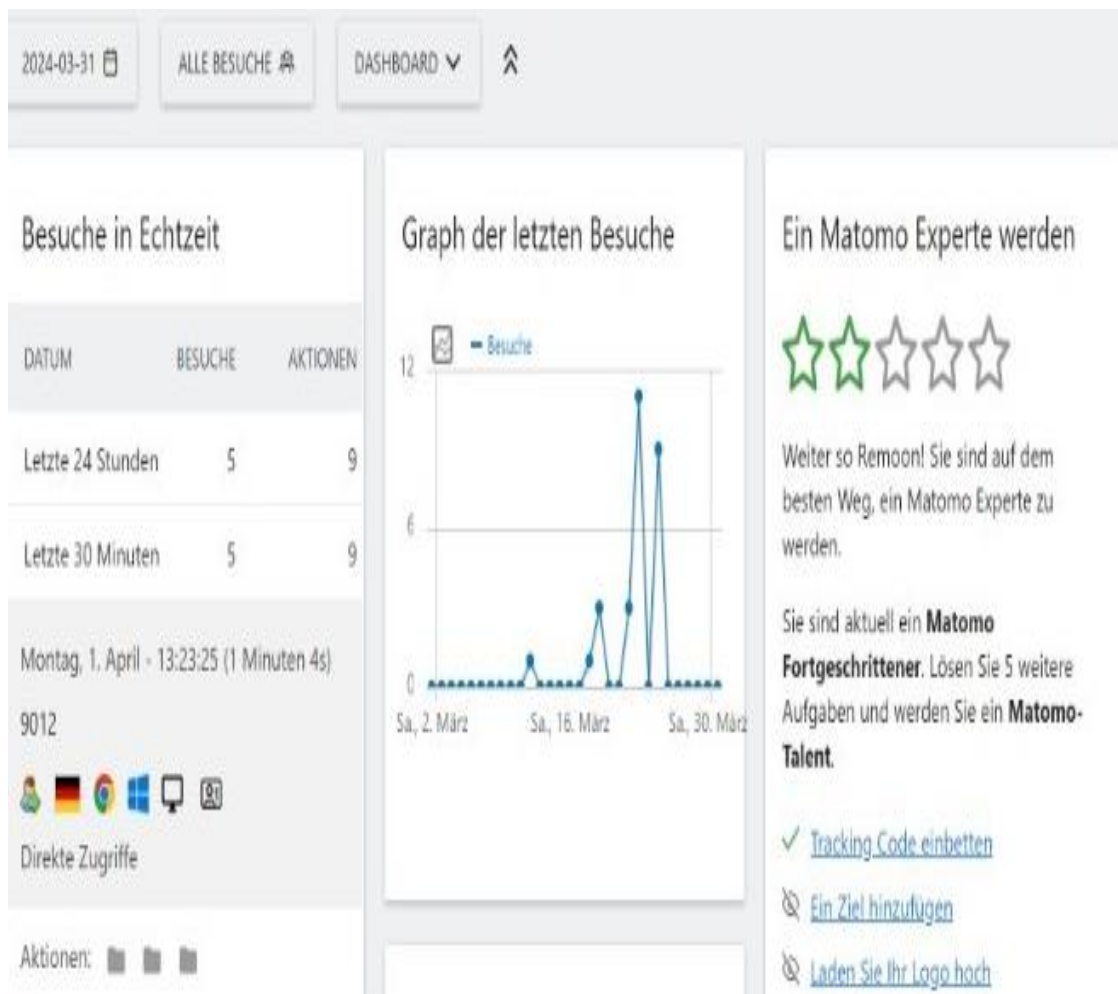 2024-03-31
ALLE BESUCHE
DASHBOARD
Besuche in Echtzeit
DATUM BESUCHE AKTIONEN
Letzte 24 Stunden 5 9
Letzte 30 Minuten 5 9
Montag, 1. April - 13:23:25 (1 Minuten 4s)
9012
Direkte Zugriffe
Aktionen:
Graph der letzten Besuche
Besuche
12
6
0
Sa., 2. März Sa., 16. März Sa., 30. März
Ein Matomo Experte werden
Weiter so Remoon! Sie sind auf dem
besten Weg, ein Matomo Experte zu
werden.
Sie sind aktuell ein Matomo
Fortgeschrittener. Lösen Sie 5 weitere
Aufgaben und werden Sie ein Matomo-
Talent.
Tracking Code einbetten
Ein Ziel hinzufügen
Laden Sie Ihr Logo hoch